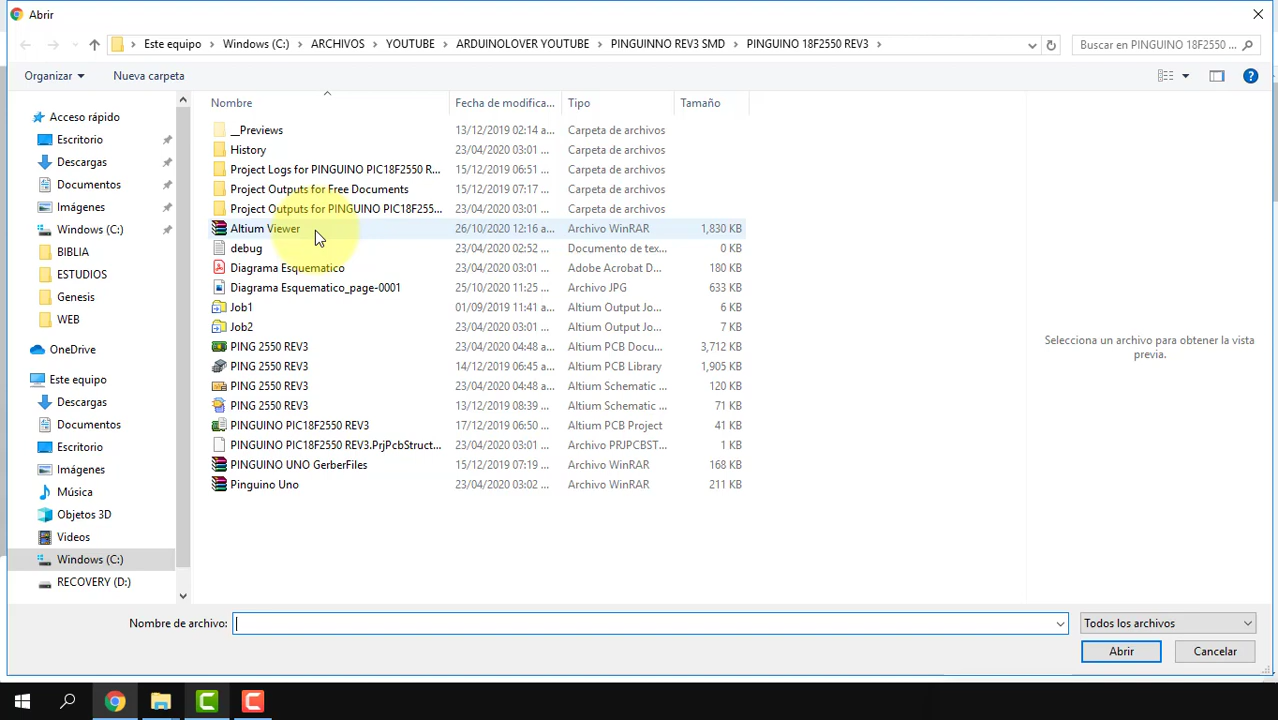 Abrir
Este equipo > Windows (C:) > ARCHIVOS > YOUTUBE > ARDUINOLOVER YOUTUBE > PINGUINNO REV3 SMD > PINGUINO 18F2550 REV3 >
Buscar en PINGUINO 18F2550 ...
Organizar
Nueva carpeta
Nombre
Fecha de modifica...
Tipo
Tamaño
Acceso rápido
Escritorio
Descargas
Documentos
Imágenes
Windows (C:)
BIBLIA
ESTUDIOS
Genesis
WEB
OneDrive
Este equipo
Descargas
Documentos
Escritorio
Imágenes
Música
Objetos 3D
Videos
Windows (C:)
RECOVERY (D:)
__Previews 13/12/2019 02:14 a... Carpeta de archivos
History 23/04/2020 03:01 ... Carpeta de archivos
Project Logs for PINGUINO PIC18F2550 R... 15/12/2019 06:51 ... Carpeta de archivos
Project Outputs for Free Documents 15/12/2019 07:17 ... Carpeta de archivos
Project Outputs for PINGUINO PIC18F255... 23/04/2020 03:01 ... Carpeta de archivos
Altium Viewer 26/10/2020 12:16 a... Archivo WinRAR 1,830 KB
debug 23/04/2020 02:52 ... Documento de tex... 0 KB
Diagrama Esquematico 23/04/2020 03:01 ... Adobe Acrobat D... 180 KB
Diagrama Esquematico_page-0001 25/10/2020 11:25 ... Archivo JPG 633 KB
Job1 01/09/2019 11:41 a... Altium Output Jo... 6 KB
Job2 23/04/2020 03:01 ... Altium Output Jo... 7 KB
PING 2550 REV3 23/04/2020 04:48 a... Altium PCB Docu... 3,712 KB
PING 2550 REV3 14/12/2019 06:45 a... Altium PCB Library 1,905 KB
PING 2550 REV3 23/04/2020 04:48 a... Altium Schematic ... 120 KB
PING 2550 REV3 13/12/2019 08:39 ... Altium Schematic ... 71 KB
PINGUINO PIC18F2550 REV3 17/12/2019 06:50 ... Altium PCB Project 41 KB
PINGUINO PIC18F2550 REV3.PrjPcbStruct... 23/04/2020 03:01 ... Archivo PRJPCBST... 1 KB
PINGUINO UNO GerberFiles 15/12/2019 07:19 ... Archivo WinRAR 168 KB
Pinguino Uno 23/04/2020 03:02 ... Archivo WinRAR 211 KB
Selecciona un archivo para obtener la vista
previa.
Nombre de archivo:
Todos los archivos
Abrir
Cancelar